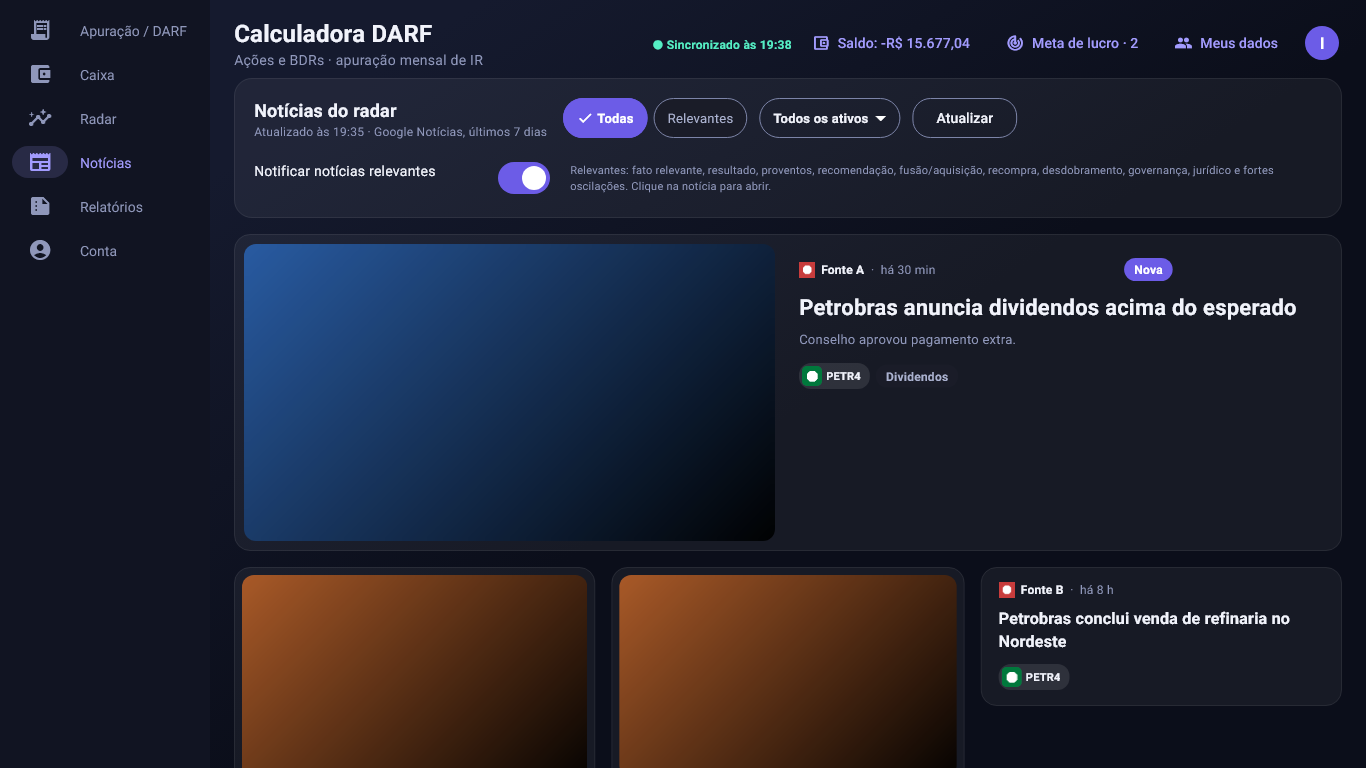 Apuração / DARF
Caixa
Radar
Notícias
Relatórios
Conta
Calculadora DARF
Ações e BDRs · apuração mensal de IR
Sincronizado às 19:38
Saldo: -R$ 15.677,04
Meta de lucro · 2
Meus dados
I
Notícias do radar
Atualizado às 19:35 · Google Notícias, últimos 7 dias
Todas
Relevantes
Todos os ativos
Atualizar
Notificar notícias relevantes
Relevantes: fato relevante, resultado, proventos, recomendação, fusão/aquisição, recompra, desdobramento, governança, jurídico e fortes
oscilações. Clique na notícia para abrir.
Fonte A · há 30 min
Nova
Petrobras anuncia dividendos acima do esperado
Conselho aprovou pagamento extra.
PETR4
Dividendos
Fonte B · há 8 h
Petrobras conclui venda de refinaria no
Nordeste
PETR4